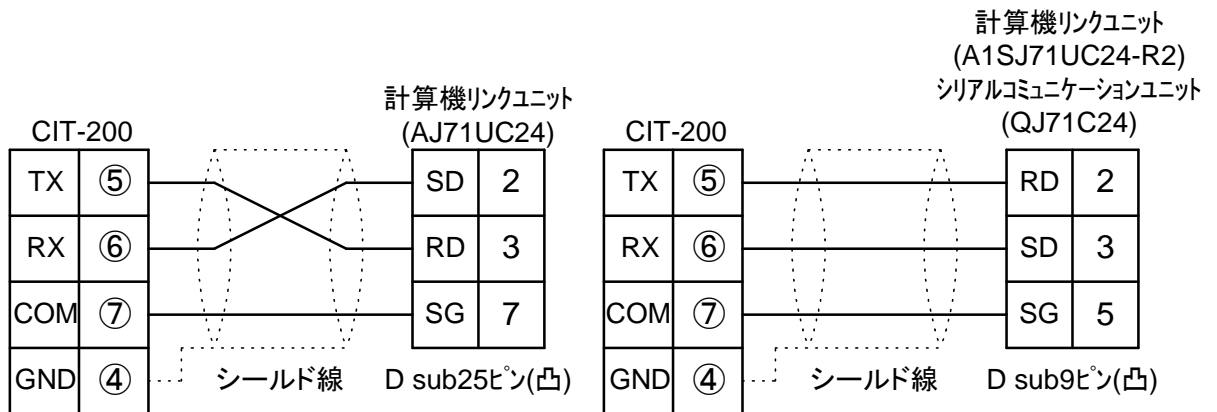 計算機リンクユニット
(AJ71UC24)
CIT-200
TX ⑤ SD 2
RX ⑥ RD 3
COM ⑦ SG 7
GND ④ シールド線 D sub25ピン(凸)
計算機リンクユニット
(A1SJ71UC24-R2)
シリアルコミュニケーションユニット
(QJ71C24)
CIT-200
TX ⑤ RD 2
RX ⑥ SD 3
COM ⑦ SG 5
GND ④ シールド線 D sub9ピン(凸)